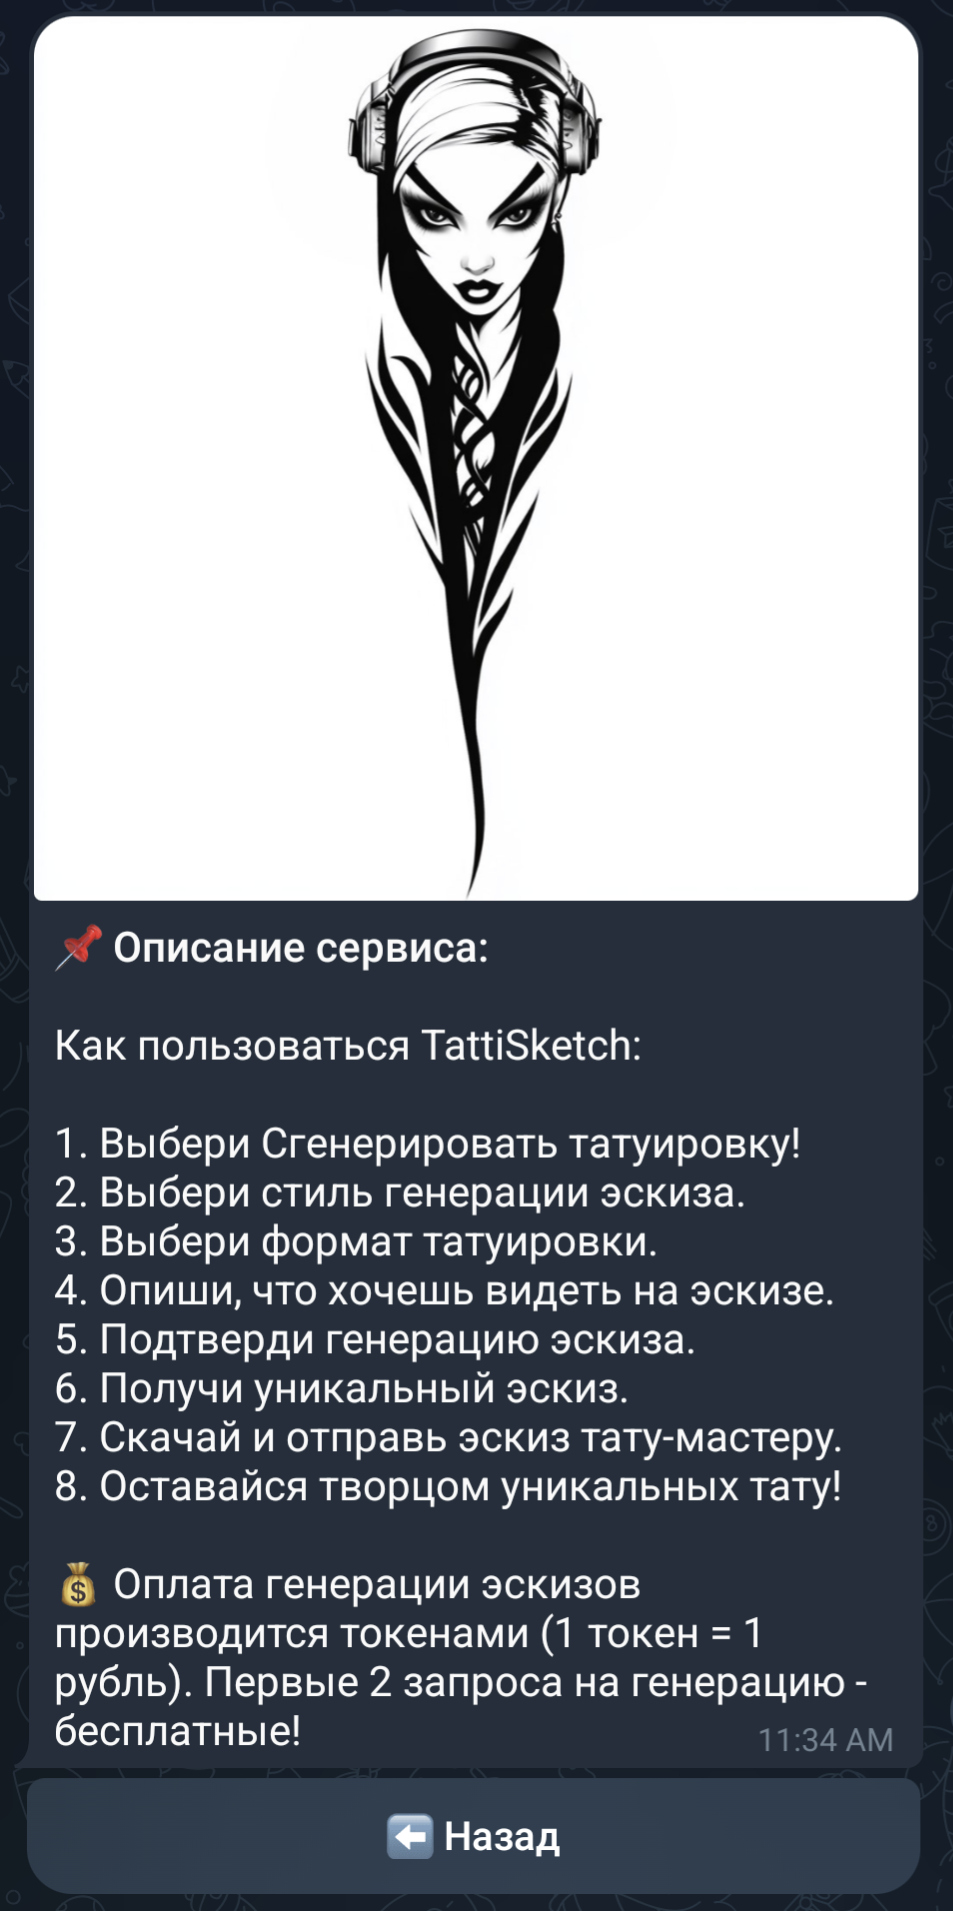 📌 Описание сервиса:
Как пользоваться TattiSketch:
1. Выбери Сгенерировать татуировку!
2. Выбери стиль генерации эскиза.
3. Выбери формат татуировки.
4. Опиши, что хочешь видеть на эскизе.
5. Подтверди генерацию эскиза.
6. Получи уникальный эскиз.
7. Скачай и отправь эскиз тату-мастеру.
8. Оставайся творцом уникальных тату!
💰 Оплата генерации эскизов
производится токенами (1 токен = 1
рубль). Первые 2 запроса на генерацию -
бесплатные!
11:34 AM
⬅️ Назад